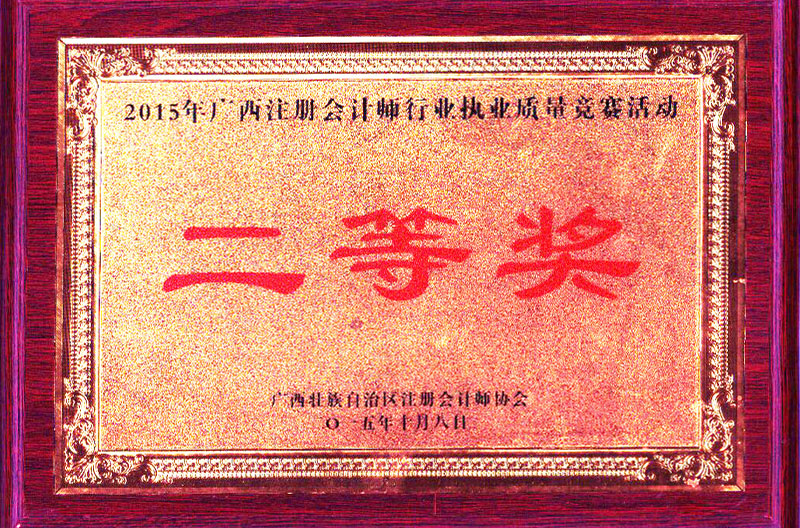 2015年广西注册会计师行业执业质量竞赛活动
二等奖
广西壮族自治区注册会计师协会
〇一五年十月八日